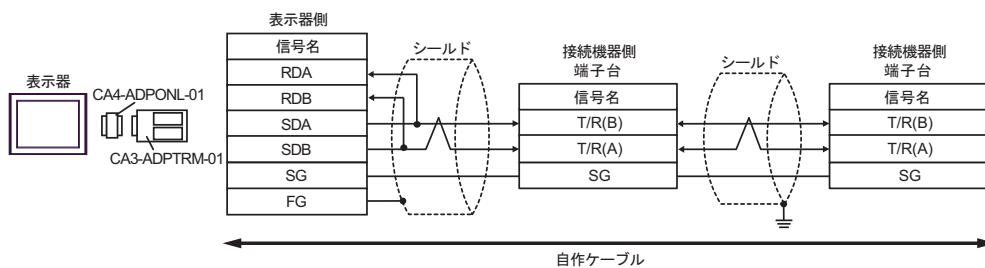 表示器
CA4-ADPONL-01
CA3-ADPTRM-01
表示器側
信号名
RDA
RDB
SDA
SDB
SG
FG
シールド
接続機器側
端子台
信号名
T/R(B)
T/R(A)
SG
シールド
接続機器側
端子台
信号名
T/R(B)
T/R(A)
SG
自作ケーブル